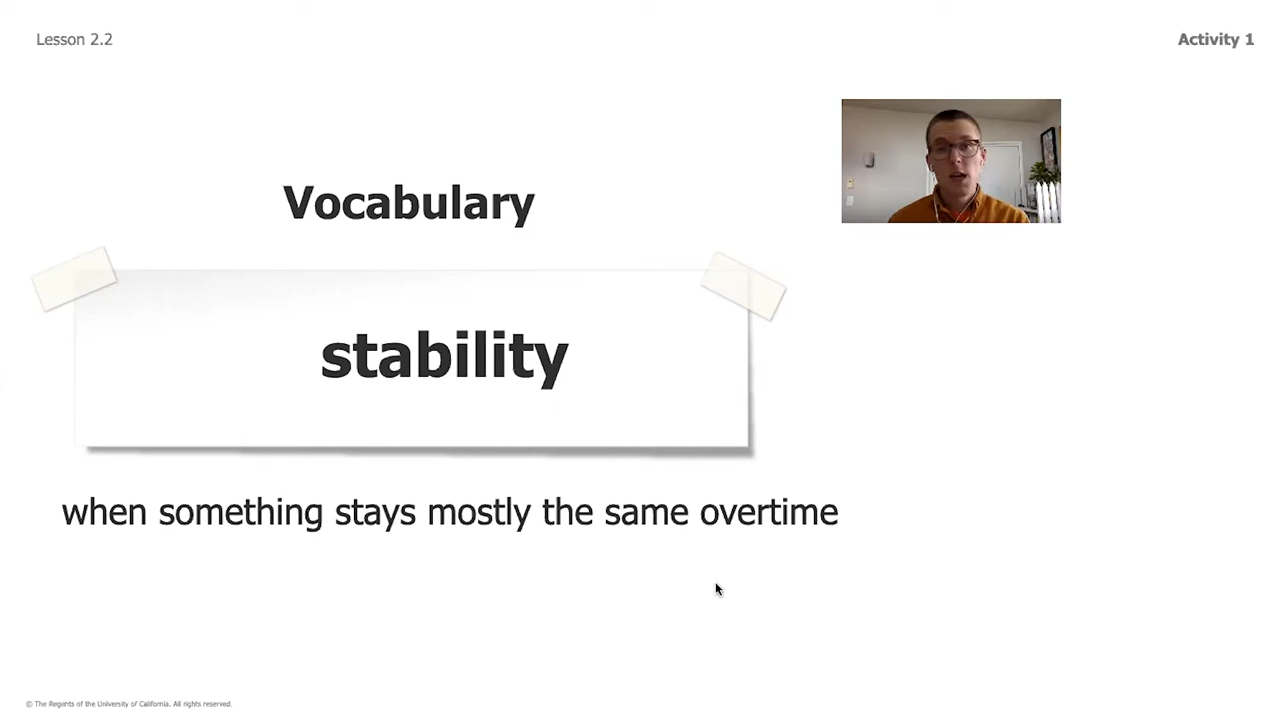 Lesson 2.2
Activity 1
Vocabulary
stability
when something stays mostly the same overtime
© The Regents of the University of California. All rights reserved.